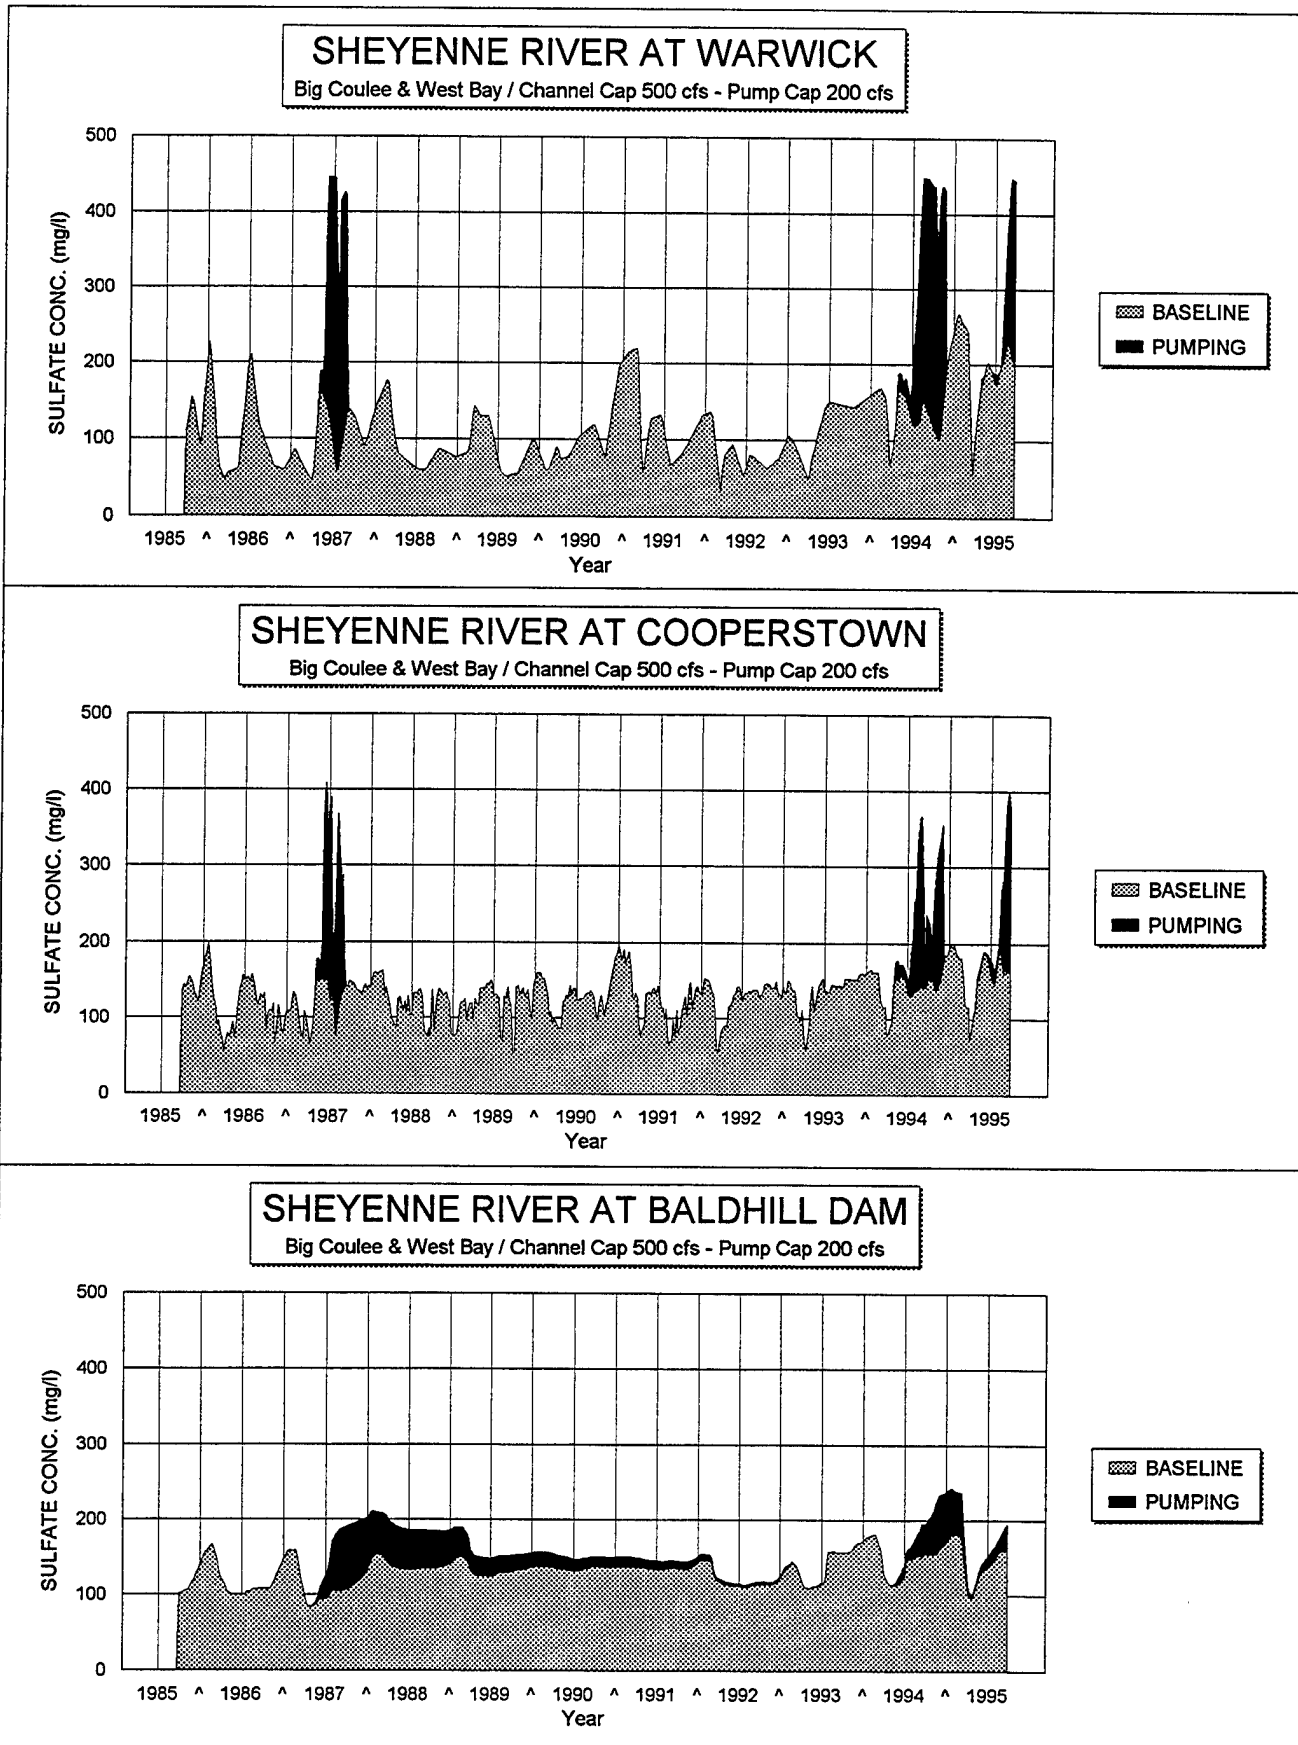 SHEYENNE RIVER AT WARWICK
Big Coulee & West Bay / Channel Cap 500 cfs - Pump Cap 200 cfs
500
400
300
200
100
0
SULFATE CONC. (mg/l)
BASELINE
PUMPING
1985 ^ 1986 ^ 1987 ^ 1988 ^ 1989 ^ 1990 ^ 1991 ^ 1992 ^ 1993 ^ 1994 ^ 1995
Year
SHEYENNE RIVER AT COOPERSTOWN
Big Coulee & West Bay / Channel Cap 500 cfs - Pump Cap 200 cfs
500
400
300
200
100
0
SULFATE CONC. (mg/l)
BASELINE
PUMPING
1985 ^ 1986 ^ 1987 ^ 1988 ^ 1989 ^ 1990 ^ 1991 ^ 1992 ^ 1993 ^ 1994 ^ 1995
Year
SHEYENNE RIVER AT BALDHILL DAM
Big Coulee & West Bay / Channel Cap 500 cfs - Pump Cap 200 cfs
500
400
300
200
100
0
SULFATE CONC. (mg/l)
BASELINE
PUMPING
1985 ^ 1986 ^ 1987 ^ 1988 ^ 1989 ^ 1990 ^ 1991 ^ 1992 ^ 1993 ^ 1994 ^ 1995
Year